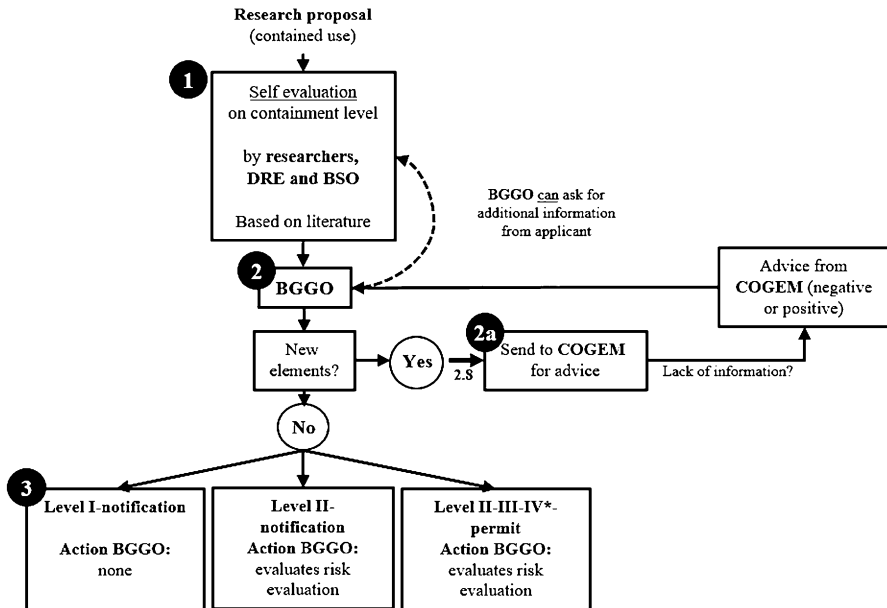 Research proposal
(contained use)
1
Self evaluation
on containment level
by researchers,
DRE and BSO
Based on literature
BGGO can ask for
additional information
from applicant
2
BGGO
Advice from
COGEM (negative
or positive)
New
elements?
Yes
2.8
2a
Send to COGEM
for advice
Lack of information?
No
3
Level I-notification
Action BGGO:
none
Level II-
notification
Action BGGO:
evaluates risk
evaluation
Level II-III-IV*-
permit
Action BGGO:
evaluates risk
evaluation